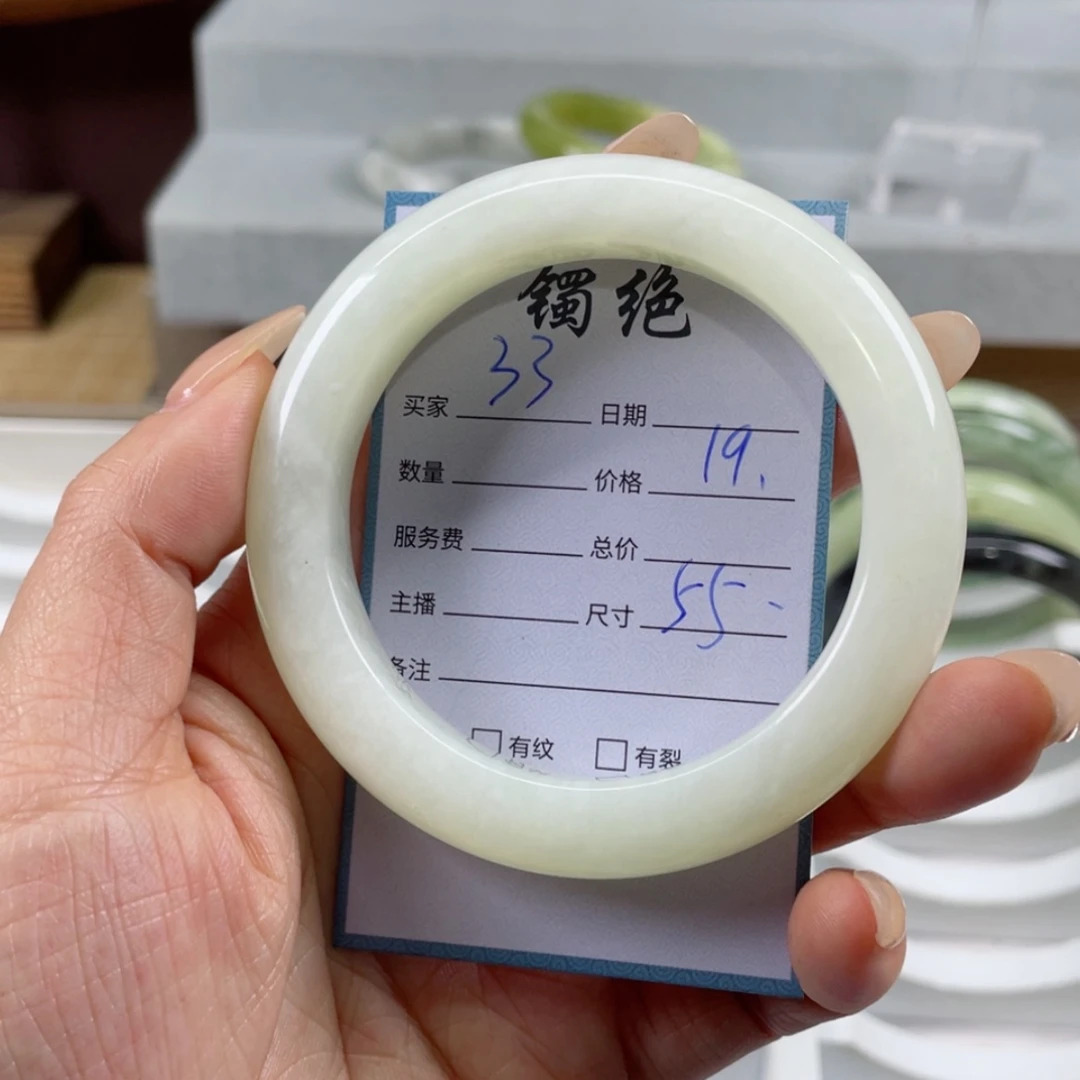 镯绝
33
买家 日期
19.
数量 价格
服务费 总价
55-
主播 尺寸
备注
有纹 有裂